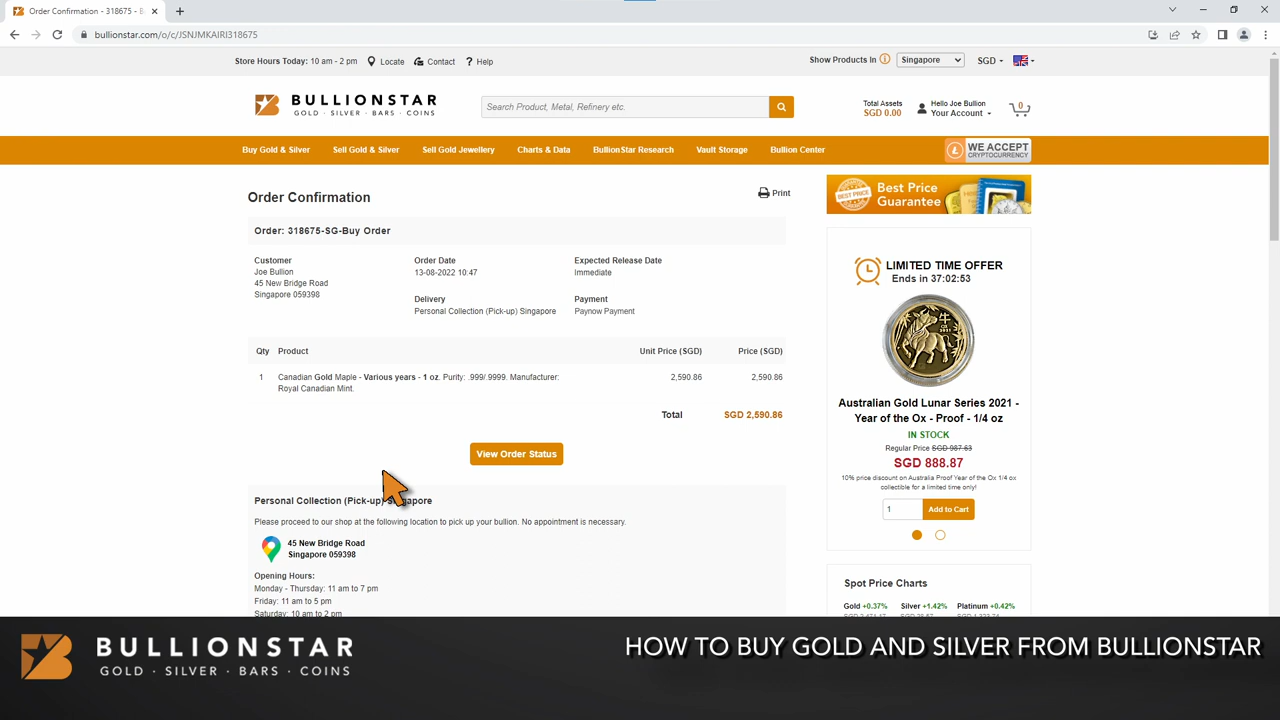 Order Confirmation - 318675 - B
bullionstar.com/o/c/JSNJMKAIRI318675
Store Hours Today: 10 am - 2 pm Locate Contact ? Help
Show Products In Singapore SGD
BULLIONSTAR
GOLD · SILVER · BARS · COINS
Search Product, Metal, Refinery etc.
Total Assets
SGD 0.00
Hello Joe Bullion
Your Account
0
Buy Gold & Silver Sell Gold & Silver Sell Gold Jewellery Charts & Data BullionStar Research Vault Storage Bullion Center
WE ACCEPT
CRYPTOCURRENCY
Order Confirmation
Print
Order: 318675-SG-Buy Order
Customer
Joe Bullion
45 New Bridge Road
Singapore 059398
Order Date
13-08-2022 10:47
Expected Release Date
Immediate
Delivery
Personal Collection (Pick-up) Singapore
Payment
Paynow Payment
Qty Product Unit Price (SGD) Price (SGD)
1 Canadian Gold Maple - Various years - 1 oz. Purity: .999/.9999. Manufacturer: 2,590.86 2,590.86
Royal Canadian Mint.
Total SGD 2,590.86
View Order Status
Personal Collection (Pick-up) Singapore
Please proceed to our shop at the following location to pick up your bullion. No appointment is necessary.
45 New Bridge Road
Singapore 059398
Opening Hours:
Monday - Thursday: 11 am to 7 pm
Friday: 11 am to 5 pm
Saturday: 10 am to 2 pm
BEST PRICE
Best Price
Guarantee
LIMITED TIME OFFER
Ends in 37:02:53
牛
Australian Gold Lunar Series 2021 -
Year of the Ox - Proof - 1/4 oz
IN STOCK
Regular Price SGD 987.63
SGD 888.87
10% price discount on Australia Proof Year of the Ox 1/4 oz
collectible for a limited time only!
1 Add to Cart
Spot Price Charts
Gold +0.37% Silver +1.42% Platinum +0.42%
BULLIONSTAR
GOLD · SILVER · BARS · COINS
HOW TO BUY GOLD AND SILVER FROM BULLIONSTAR